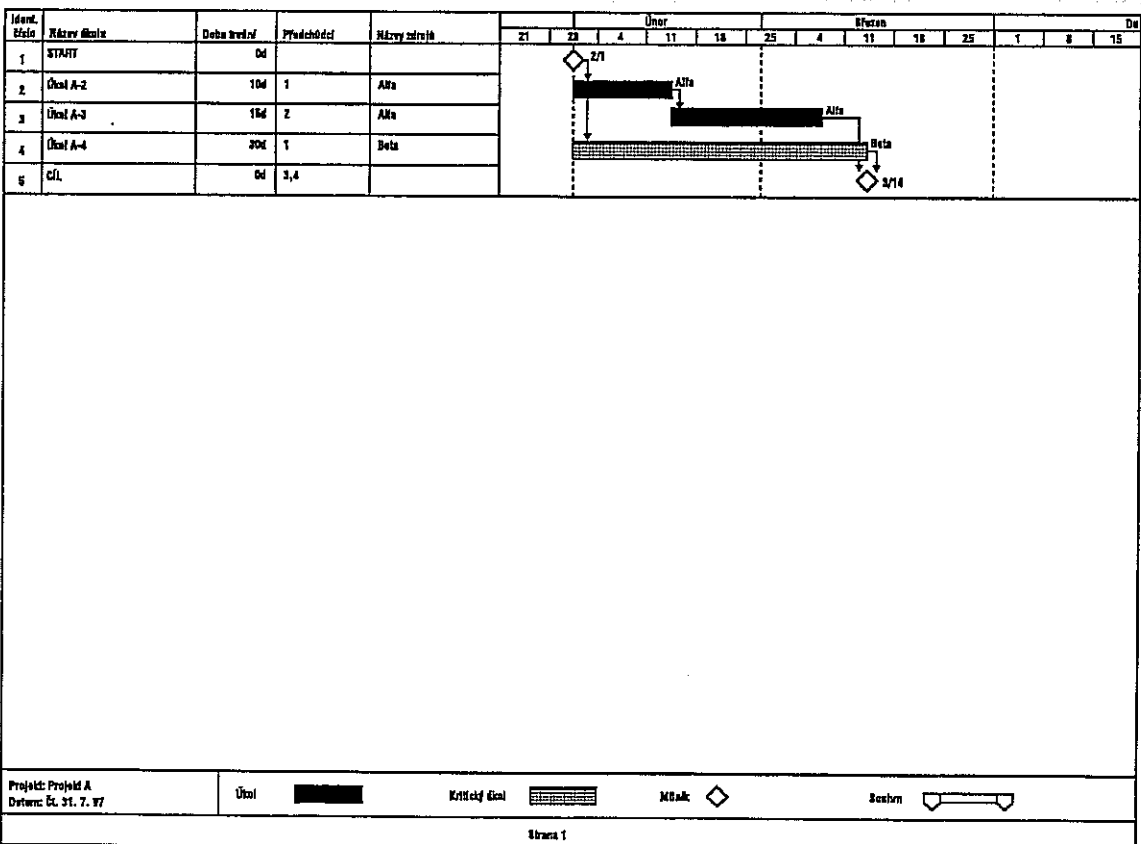 Ident. číslo Název úkolu Doba trvání Předchůdci Názvy zdrojů Únor Březen Du
21 28 4 11 18 25 4 11 18 25 1 8 15
1 START 0d 2/1
2 Úkol A-2 10d 1 Alfa Alfa
3 Úkol A-3 2 Alfa Alfa
4 Úkol A-4 30d 1 Beta Beta
5 CÍL 0d 3,4 3/14
Projekt: Projekt A
Datum: Čt. 31. 7. 97
Úkol Kritický úkol Milník Souhrn
Strana 1